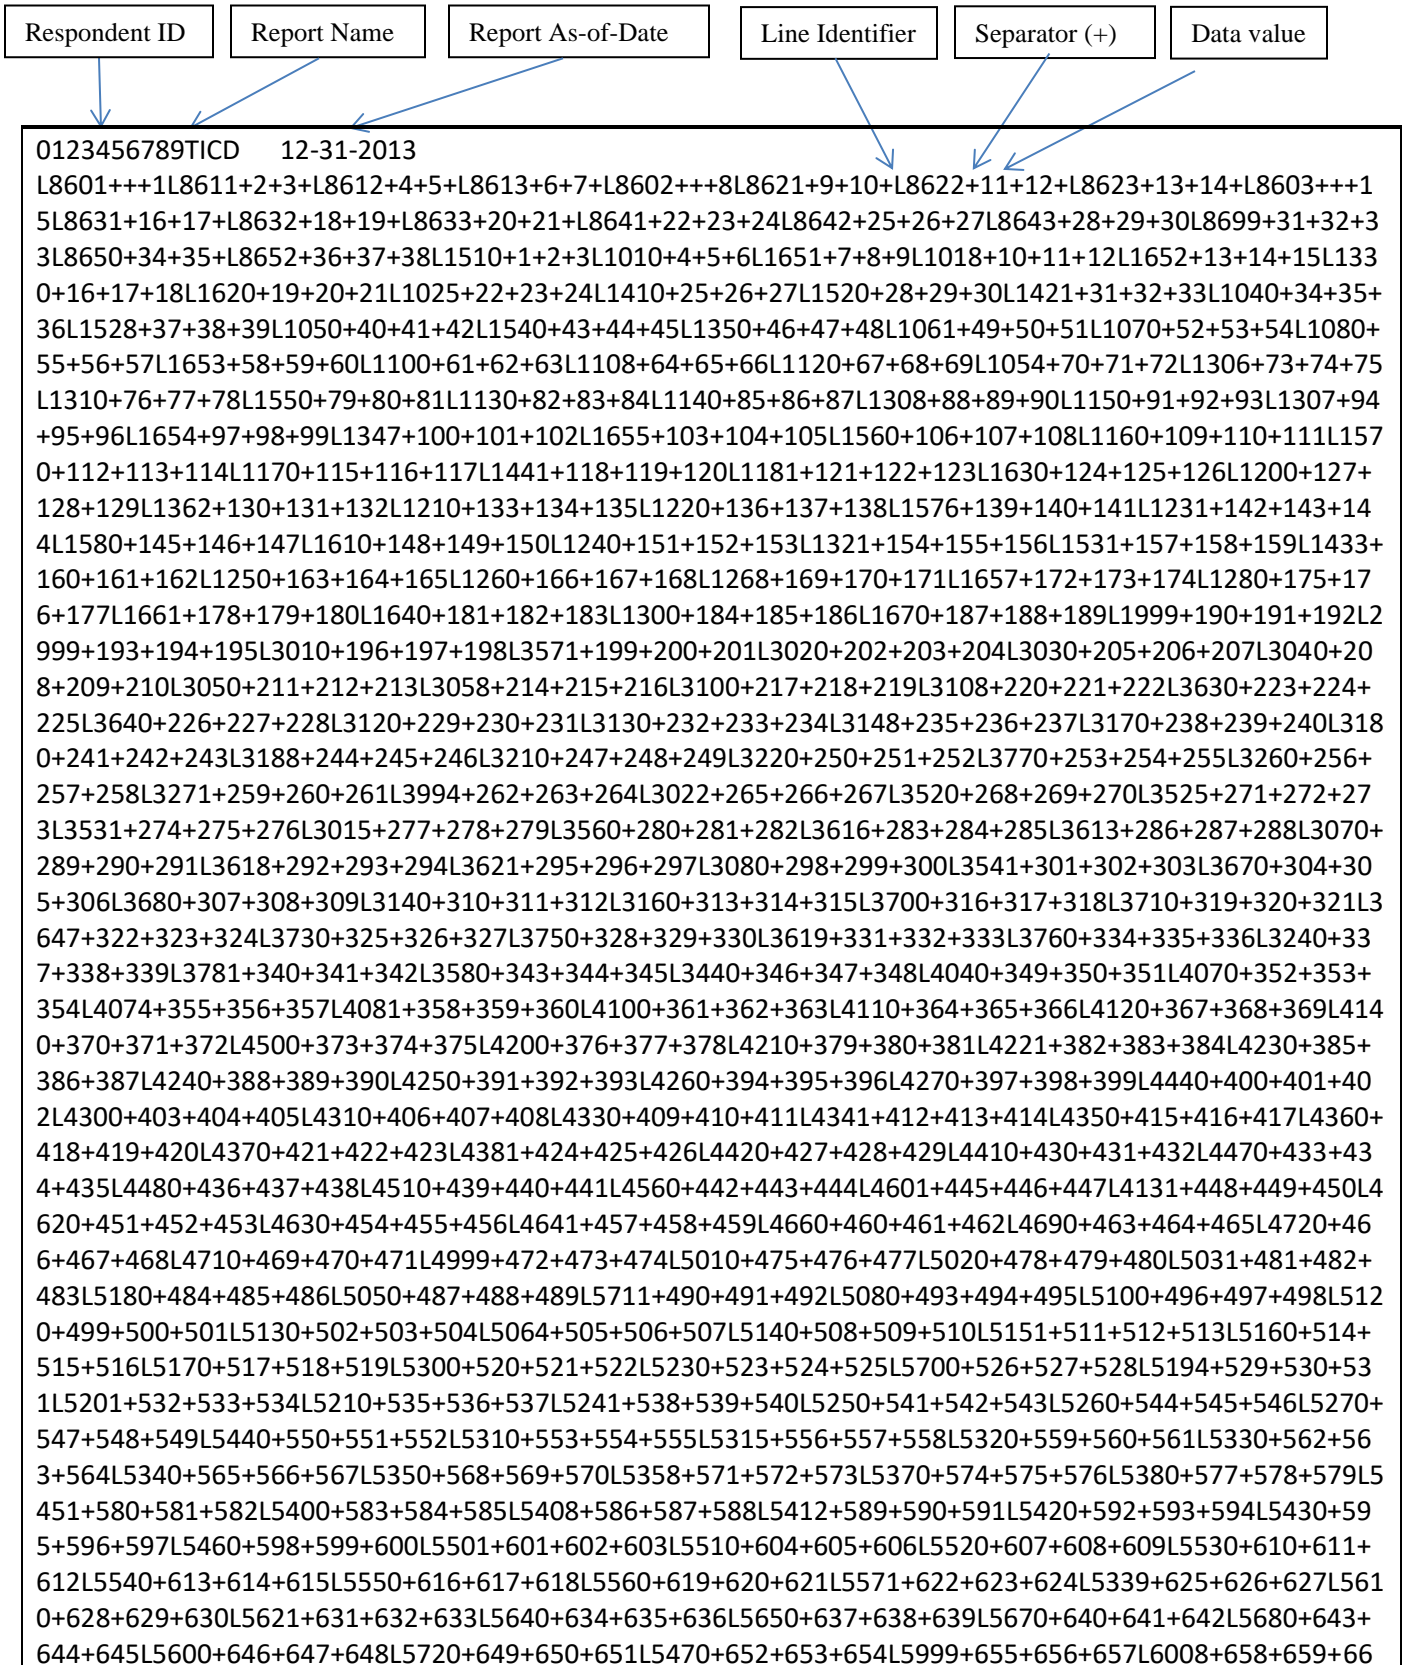 Respondent ID
Report Name
Report As-of-Date
Line Identifier
Separator (+)
Data value
0123456789TICD 12-31-2013
L8601+++1L8611+2+3+L8612+4+5+L8613+6+7+L8602+++8L8621+9+10+L8622+11+12+L8623+13+14+L8603+++1
5L8631+16+17+L8632+18+19+L8633+20+21+L8641+22+23+24L8642+25+26+27L8643+28+29+30L8699+31+32+3
3L8650+34+35+L8652+36+37+38L1510+1+2+3L1010+4+5+6L1651+7+8+9L1018+10+11+12L1652+13+14+15L133
0+16+17+18L1620+19+20+21L1025+22+23+24L1410+25+26+27L1520+28+29+30L1421+31+32+33L1040+34+35+
36L1528+37+38+39L1050+40+41+42L1540+43+44+45L1350+46+47+48L1061+49+50+51L1070+52+53+54L1080+
55+56+57L1653+58+59+60L1100+61+62+63L1108+64+65+66L1120+67+68+69L1054+70+71+72L1306+73+74+75
L1310+76+77+78L1550+79+80+81L1130+82+83+84L1140+85+86+87L1308+88+89+90L1150+91+92+93L1307+94
+95+96L1654+97+98+99L1347+100+101+102L1655+103+104+105L1560+106+107+108L1160+109+110+111L157
0+112+113+114L1170+115+116+117L1441+118+119+120L1181+121+122+123L1630+124+125+126L1200+127+
128+129L1362+130+131+132L1210+133+134+135L1220+136+137+138L1576+139+140+141L1231+142+143+14
4L1580+145+146+147L1610+148+149+150L1240+151+152+153L1321+154+155+156L1531+157+158+159L1433+
160+161+162L1250+163+164+165L1260+166+167+168L1268+169+170+171L1657+172+173+174L1280+175+17
6+177L1661+178+179+180L1640+181+182+183L1300+184+185+186L1670+187+188+189L1999+190+191+192L2
999+193+194+195L3010+196+197+198L3571+199+200+201L3020+202+203+204L3030+205+206+207L3040+20
8+209+210L3050+211+212+213L3058+214+215+216L3100+217+218+219L3108+220+221+222L3630+223+224+
225L3640+226+227+228L3120+229+230+231L3130+232+233+234L3148+235+236+237L3170+238+239+240L318
0+241+242+243L3188+244+245+246L3210+247+248+249L3220+250+251+252L3770+253+254+255L3260+256+
257+258L3271+259+260+261L3994+262+263+264L3022+265+266+267L3520+268+269+270L3525+271+272+27
3L3531+274+275+276L3015+277+278+279L3560+280+281+282L3616+283+284+285L3613+286+287+288L3070+
289+290+291L3618+292+293+294L3621+295+296+297L3080+298+299+300L3541+301+302+303L3670+304+30
5+306L3680+307+308+309L3140+310+311+312L3160+313+314+315L3700+316+317+318L3710+319+320+321L3
647+322+323+324L3730+325+326+327L3750+328+329+330L3619+331+332+333L3760+334+335+336L3240+33
7+338+339L3781+340+341+342L3580+343+344+345L3440+346+347+348L4040+349+350+351L4070+352+353+
354L4074+355+356+357L4081+358+359+360L4100+361+362+363L4110+364+365+366L4120+367+368+369L414
0+370+371+372L4500+373+374+375L4200+376+377+378L4210+379+380+381L4221+382+383+384L4230+385+
386+387L4240+388+389+390L4250+391+392+393L4260+394+395+396L4270+397+398+399L4440+400+401+40
2L4300+403+404+405L4310+406+407+408L4330+409+410+411L4341+412+413+414L4350+415+416+417L4360+
418+419+420L4370+421+422+423L4381+424+425+426L4420+427+428+429L4410+430+431+432L4470+433+43
4+435L4480+436+437+438L4510+439+440+441L4560+442+443+444L4601+445+446+447L4131+448+449+450L4
620+451+452+453L4630+454+455+456L4641+457+458+459L4660+460+461+462L4690+463+464+465L4720+46
6+467+468L4710+469+470+471L4999+472+473+474L5010+475+476+477L5020+478+479+480L5031+481+482+
483L5180+484+485+486L5050+487+488+489L5711+490+491+492L5080+493+494+495L5100+496+497+498L512
0+499+500+501L5130+502+503+504L5064+505+506+507L5140+508+509+510L5151+511+512+513L5160+514+
515+516L5170+517+518+519L5300+520+521+522L5230+523+524+525L5700+526+527+528L5194+529+530+53
1L5201+532+533+534L5210+535+536+537L5241+538+539+540L5250+541+542+543L5260+544+545+546L5270+
547+548+549L5440+550+551+552L5310+553+554+555L5315+556+557+558L5320+559+560+561L5330+562+56
3+564L5340+565+566+567L5350+568+569+570L5358+571+572+573L5370+574+575+576L5380+577+578+579L5
451+580+581+582L5400+583+584+585L5408+586+587+588L5412+589+590+591L5420+592+593+594L5430+59
5+596+597L5460+598+599+600L5501+601+602+603L5510+604+605+606L5520+607+608+609L5530+610+611+
612L5540+613+614+615L5550+616+617+618L5560+619+620+621L5571+622+623+624L5339+625+626+627L561
0+628+629+630L5621+631+632+633L5640+634+635+636L5650+637+638+639L5670+640+641+642L5680+643+
644+645L5600+646+647+648L5720+649+650+651L5470+652+653+654L5999+655+656+657L6008+658+659+66